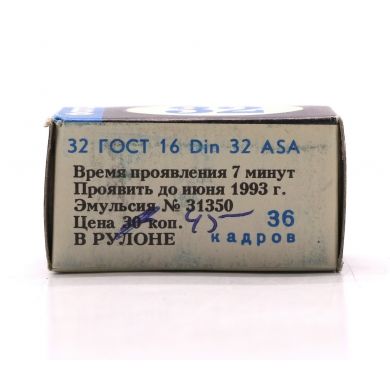 32
32 ГОСТ 16 Din 32 ASA
Время проявления 7 минут
Проявить до июня 1993 г.
Эмульсия № 31350
Цена 30 коп. 45-
36
В РУЛОНЕ кадров